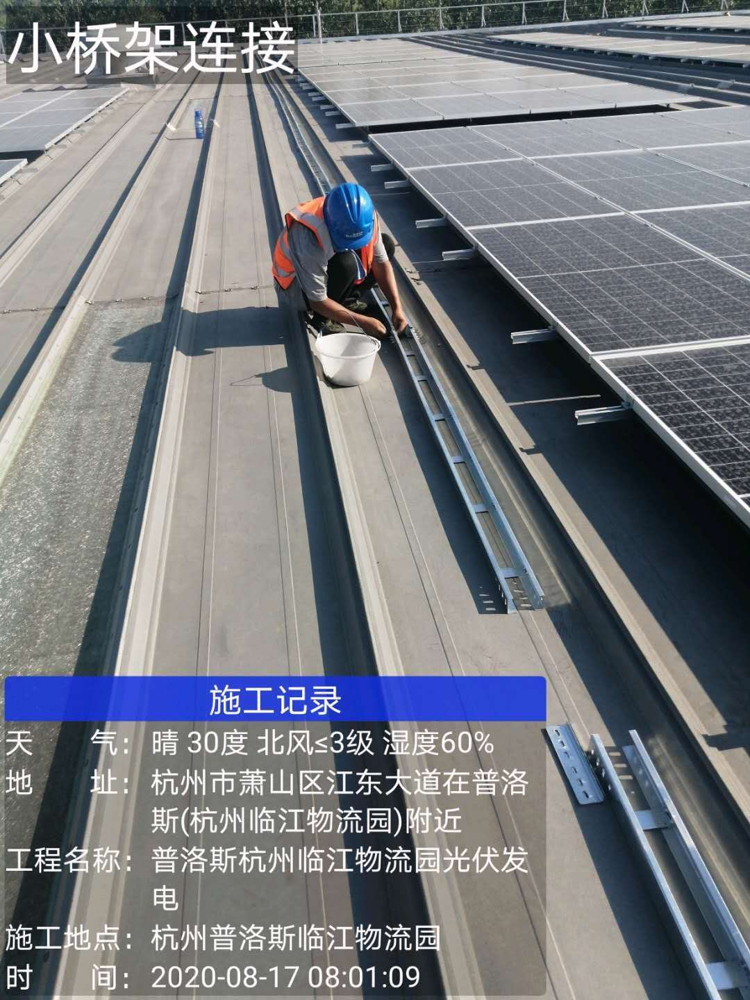 小桥架连接
施工记录
天 气：晴 30度 北风≤3级 湿度60%
地 址：杭州市萧山区江东大道在普洛
斯(杭州临江物流园)附近
工程名称：普洛斯杭州临江物流园光伏发
电
施工地点：杭州普洛斯临江物流园
时 间：2020-08-17 08:01:09